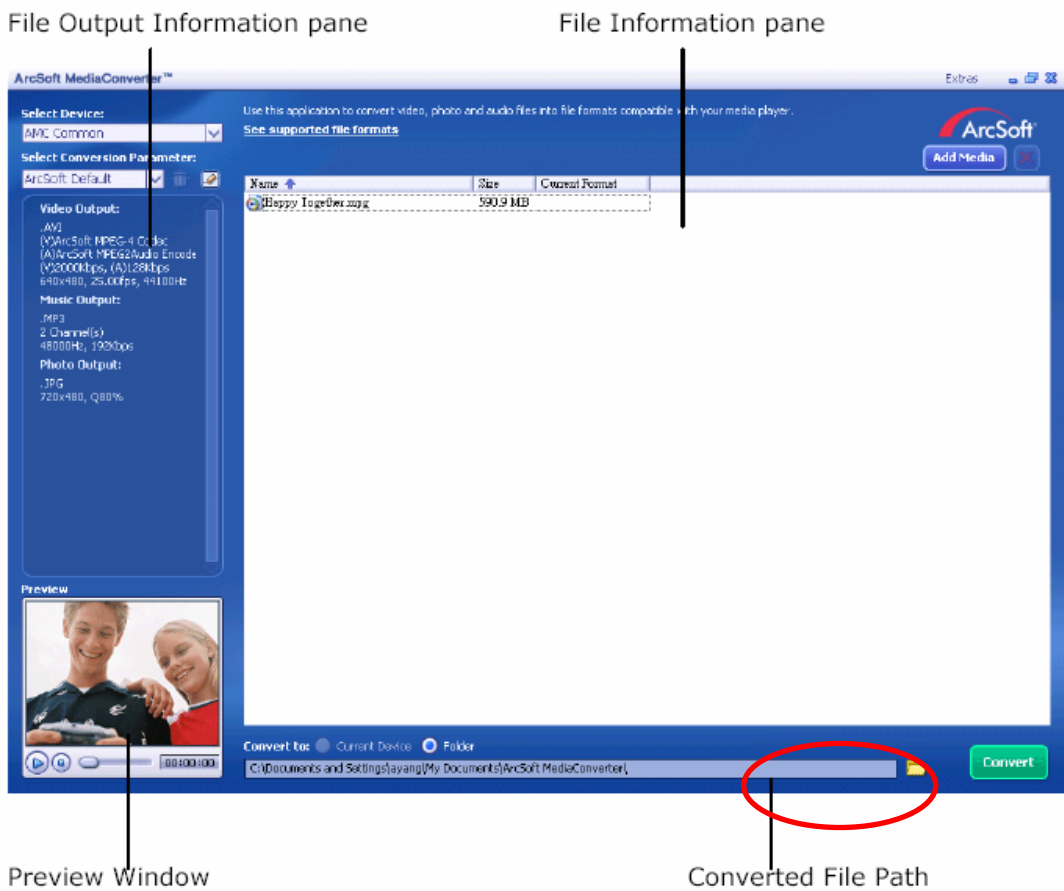 File Output Information pane
File Information pane
ArcSoft MediaConverter™
Extras
Select Device:
AMC Common
Select Conversion Parameter:
ArcSoft Default
Use this application to convert video, photo and audio files into file formats compatible with your media player.
See supported file formats
ArcSoft
Add Media
Name Size Current Format
Happy Together.mpg 590.9 MB
Video Output:
.AVI
(V)ArcSoft MPEG-4 Codec
(A)ArcSoft MPEG2Audio Encode
(V)2000Kbps, (A)128Kbps
640x480, 25.00fps, 44100Hz
Music Output:
.MP3
2 Channel(s)
48000Hz, 192Kbps
Photo Output:
.JPG
720x480, Q80%
Preview
00:00:00
Convert to: Current Device Folder
C:\Documents and Settings\ayang\My Documents\ArcSoft MediaConverter\
Convert
Preview Window
Converted File Path